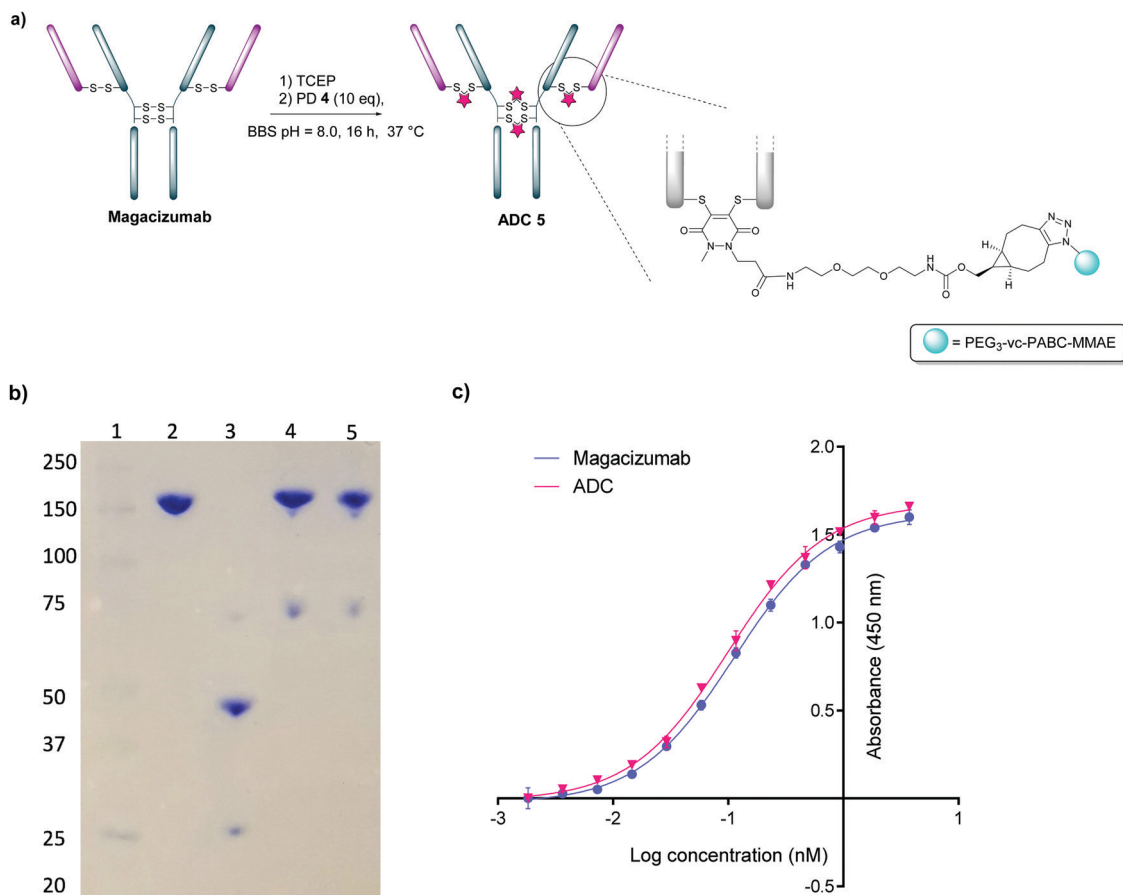 a)
S-S
S-S
S-S
S-S
Magacizumab
1) TCEP
2) PD 4 (10 eq),
BBS pH = 8.0, 16 h, 37 °C
S S
S S
S S
S S
ADC 5
S
S
O
N
N
O
O
N
H
O
O
H
N
O
O
H
H
N
N
N
= PEG3-vc-PABC-MMAE
b)
1 2 3 4 5
250
150
100
75
50
37
25
20
c)
Magacizumab
ADC
2.0
1.5
1.0
0.5
-0.5
Absorbance (450 nm)
-3 -2 -1 1
Log concentration (nM)